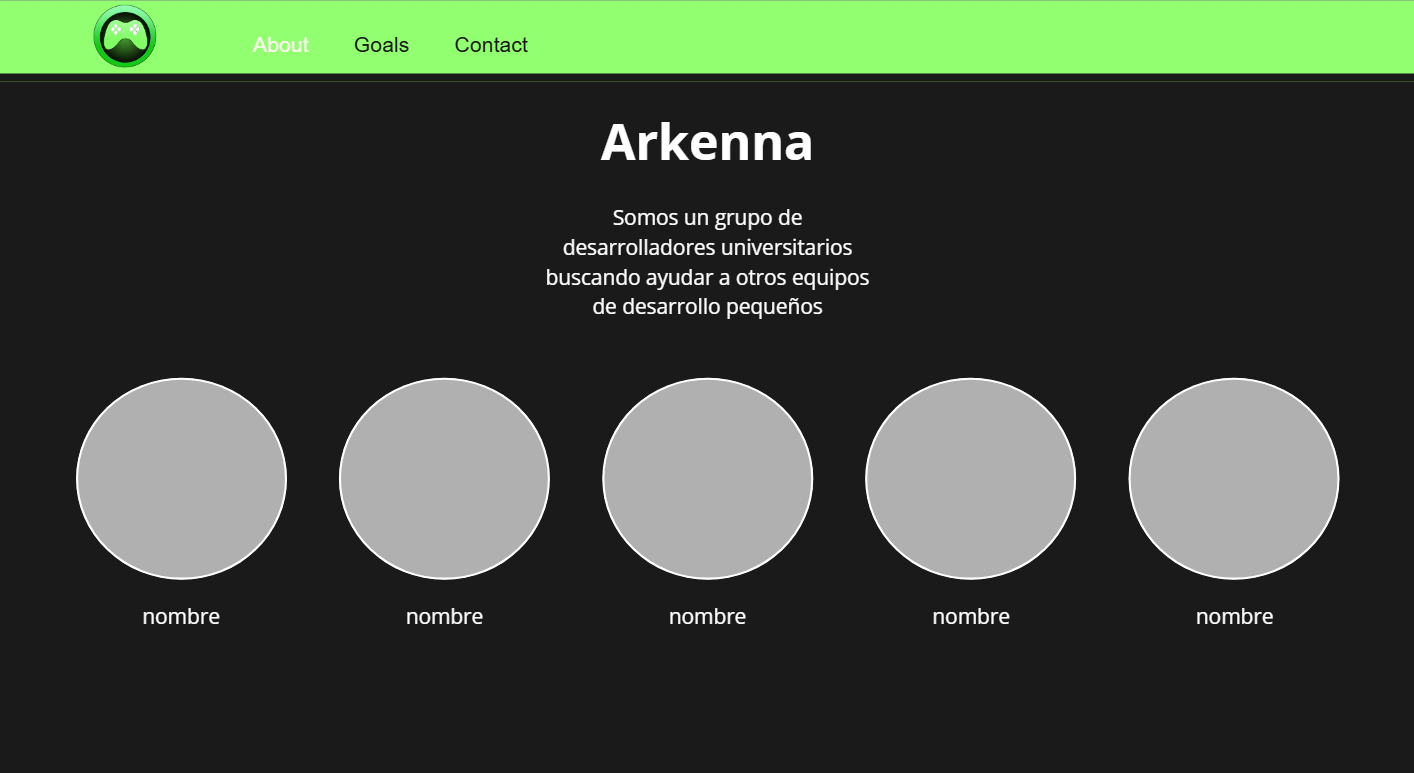 About Goals Contact
Arkenna
Somos un grupo de
desarrolladores universitarios
buscando ayudar a otros equipos
de desarrollo pequeños
nombre nombre nombre nombre nombre